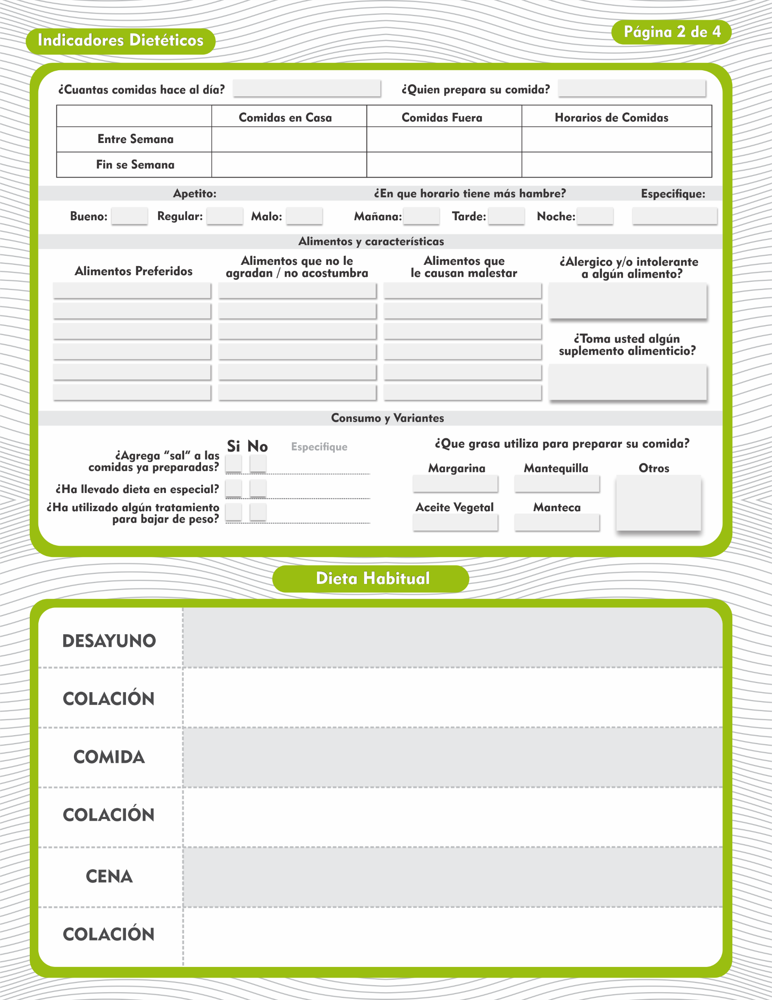 Indicadores Dietéticos
Página 2 de 4
¿Cuantas comidas hace al día?
¿Quien prepara su comida?
Comidas en Casa
Comidas Fuera
Horarios de Comidas
Entre Semana
Fin se Semana
Apetito:
¿En que horario tiene más hambre?
Especifique:
Bueno:
Regular:
Malo:
Mañana:
Tarde:
Noche:
Alimentos y características
Alimentos Preferidos
Alimentos que no le
agradan / no acostumbra
Alimentos que
le causan malestar
¿Alergico y/o intolerante
a algún alimento?
¿Toma usted algún
suplemento alimenticio?
Consumo y Variantes
Si No
Especifique
¿Agrega “sal“ a las
comidas ya preparadas?
¿Ha llevado dieta en especial?
¿Ha utilizado algún tratamiento
para bajar de peso?
¿Que grasa utiliza para preparar su comida?
Margarina
Mantequilla
Otros
Aceite Vegetal
Manteca
Dieta Habitual
DESAYUNO
COLACIÓN
COMIDA
COLACIÓN
CENA
COLACIÓN